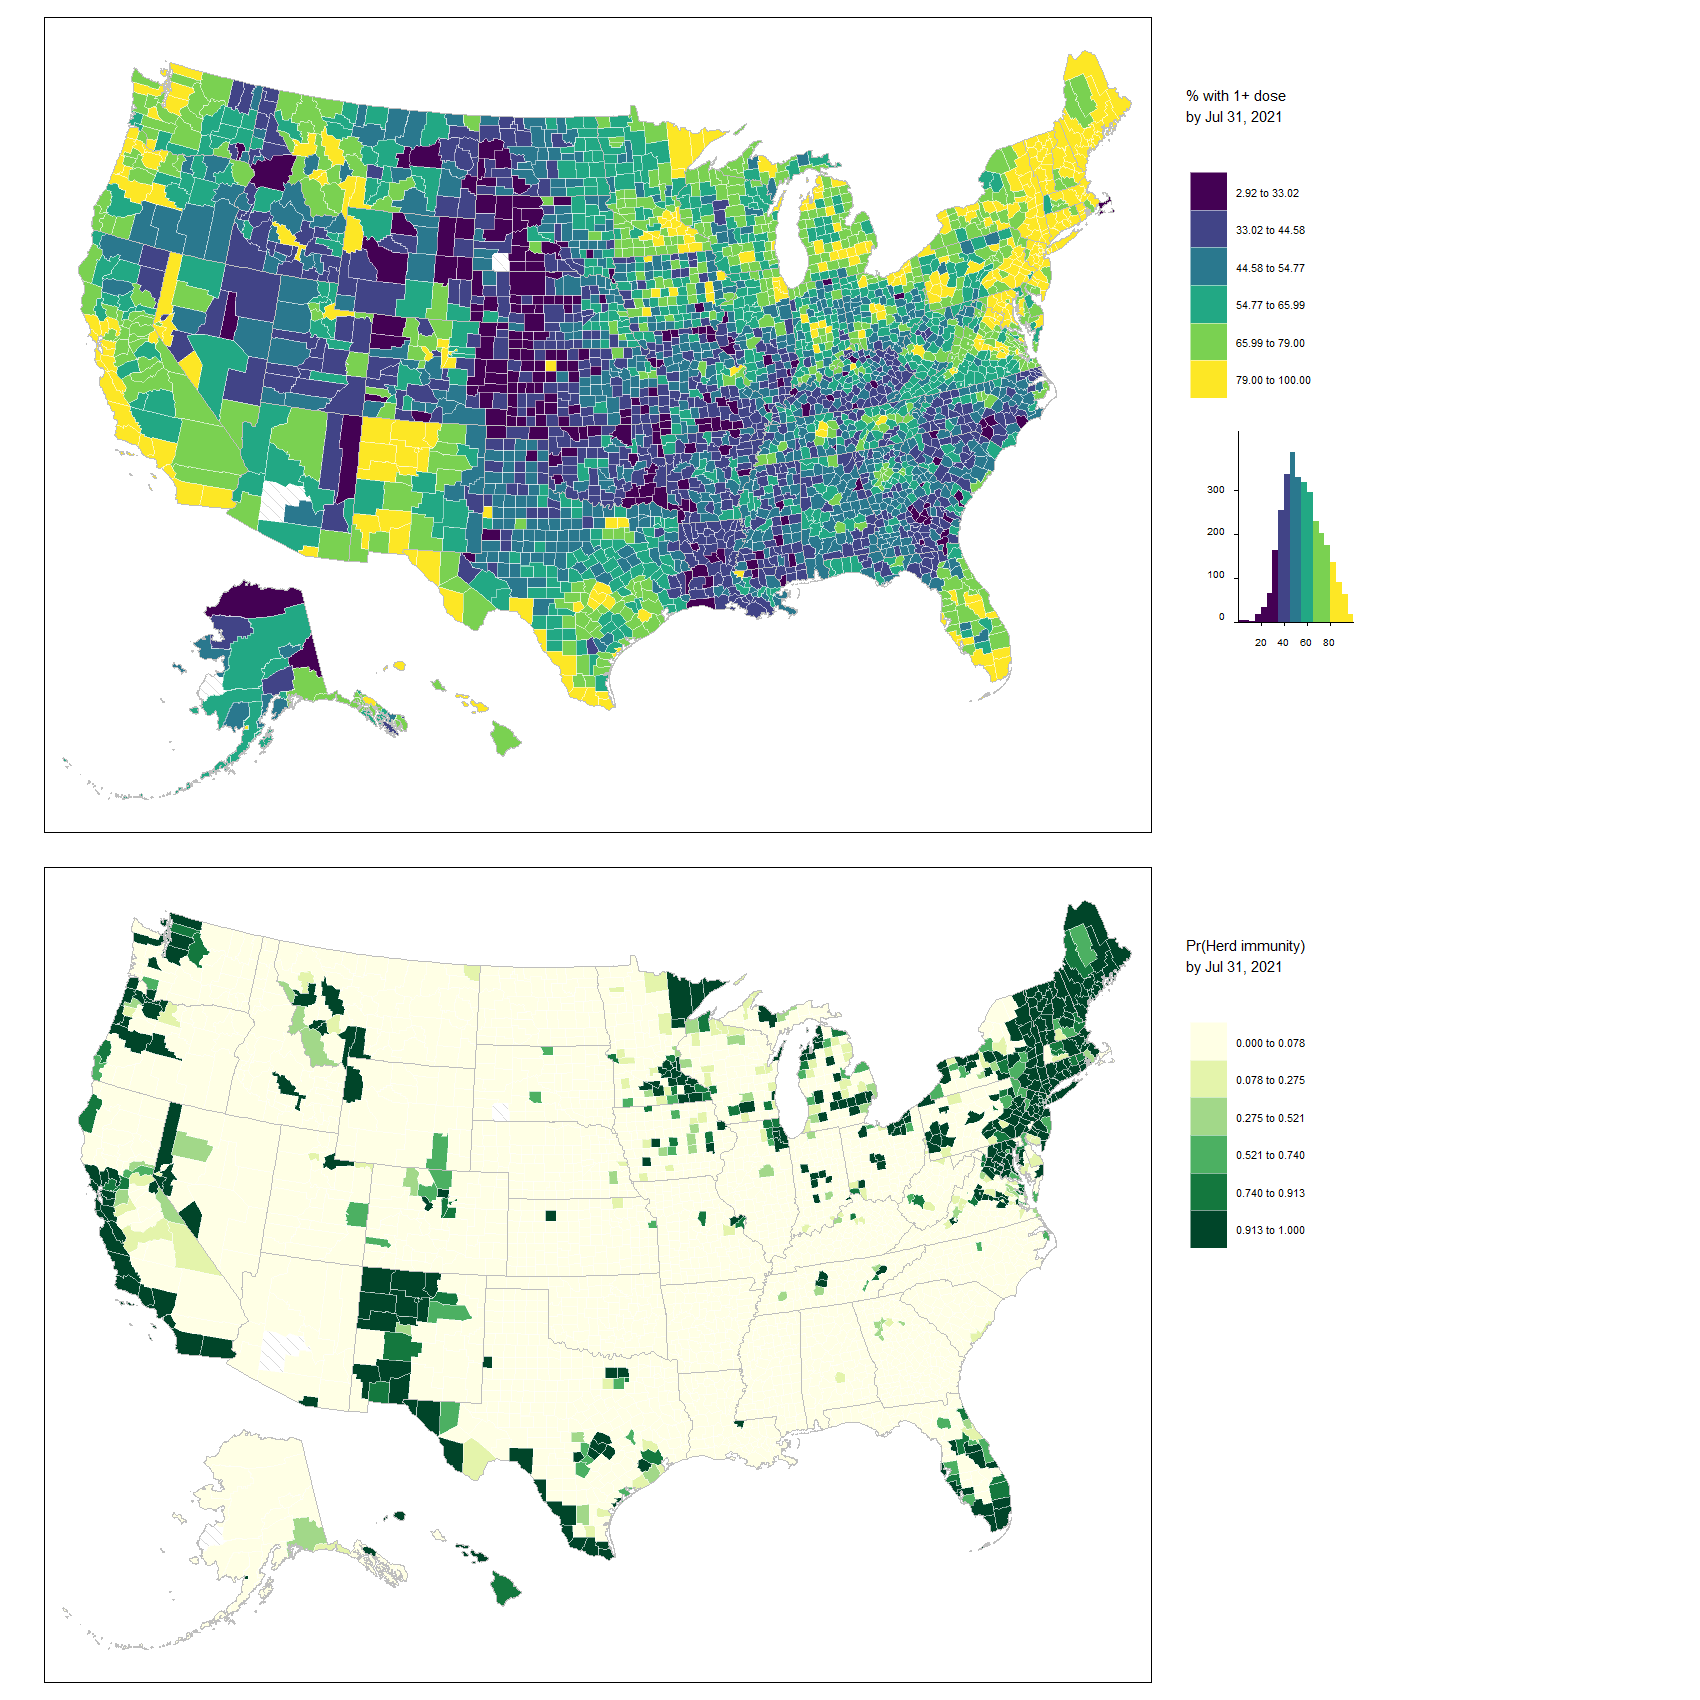 % with 1+ dose
by Jul 31, 2021
2.92 to 33.02
33.02 to 44.58
44.58 to 54.77
54.77 to 65.99
65.99 to 79.00
79.00 to 100.00
300
200
100
0
20 40 60 80
Pr(Herd immunity)
by Jul 31, 2021
0.000 to 0.078
0.078 to 0.275
0.275 to 0.521
0.521 to 0.740
0.740 to 0.913
0.913 to 1.000